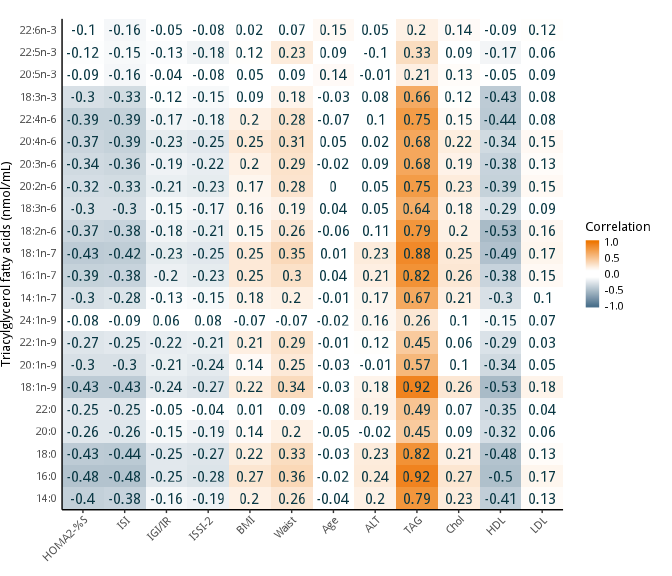 22:6n-3 -0.1 -0.16 -0.05 -0.08 0.02 0.07 0.15 0.05 0.2 0.14 -0.09 0.12
22:5n-3 -0.12 -0.15 -0.13 -0.18 0.12 0.23 0.09 -0.1 0.33 0.09 -0.17 0.06
20:5n-3 -0.09 -0.16 -0.04 -0.08 0.05 0.09 0.14 -0.01 0.21 0.13 -0.05 0.09
18:3n-3 -0.3 -0.33 -0.12 -0.15 0.09 0.18 -0.03 0.08 0.66 0.12 -0.43 0.08
22:4n-6 -0.39 -0.39 -0.17 -0.18 0.2 0.28 -0.07 0.1 0.75 0.15 -0.44 0.08
20:4n-6 -0.37 -0.39 -0.23 -0.25 0.25 0.31 0.05 0.02 0.68 0.22 -0.34 0.15
20:3n-6 -0.34 -0.36 -0.19 -0.22 0.2 0.29 -0.02 0.09 0.68 0.19 -0.38 0.13
20:2n-6 -0.32 -0.33 -0.21 -0.23 0.17 0.28 0 0.05 0.75 0.23 -0.39 0.15
18:3n-6 -0.3 -0.3 -0.15 -0.17 0.16 0.19 0.04 0.05 0.64 0.18 -0.29 0.09
18:2n-6 -0.37 -0.38 -0.18 -0.21 0.15 0.26 -0.06 0.11 0.79 0.2 -0.53 0.16
18:1n-7 -0.43 -0.42 -0.23 -0.25 0.25 0.35 0.01 0.23 0.88 0.25 -0.49 0.17
16:1n-7 -0.39 -0.38 -0.2 -0.23 0.25 0.3 0.04 0.21 0.82 0.26 -0.38 0.15
14:1n-7 -0.3 -0.28 -0.13 -0.15 0.18 0.2 -0.01 0.17 0.67 0.21 -0.3 0.1
24:1n-9 -0.08 -0.09 0.06 0.08 -0.07 -0.07 -0.02 0.16 0.26 0.1 -0.15 0.07
22:1n-9 -0.27 -0.25 -0.22 -0.21 0.21 0.29 -0.01 0.12 0.45 0.06 -0.29 0.03
20:1n-9 -0.3 -0.3 -0.21 -0.24 0.14 0.25 -0.03 -0.01 0.57 0.1 -0.34 0.05
18:1n-9 -0.43 -0.43 -0.24 -0.27 0.22 0.34 -0.03 0.18 0.92 0.26 -0.53 0.18
22:0 -0.25 -0.25 -0.05 -0.04 0.01 0.09 -0.08 0.19 0.49 0.07 -0.35 0.04
20:0 -0.26 -0.26 -0.15 -0.19 0.14 0.2 -0.05 -0.02 0.45 0.09 -0.32 0.06
18:0 -0.43 -0.44 -0.25 -0.27 0.22 0.33 -0.03 0.23 0.82 0.21 -0.48 0.13
16:0 -0.48 -0.48 -0.25 -0.28 0.27 0.36 -0.02 0.24 0.92 0.27 -0.5 0.17
14:0 -0.4 -0.38 -0.16 -0.19 0.2 0.26 -0.04 0.2 0.79 0.23 -0.41 0.13
HOMA2-%S ISI IGI/IR ISSI-2 BMI Waist Age ALT TAG Chol HDL LDL
Triacylglycerol fatty acids (nmol/mL)
Correlation
1.0
0.5
0.0
-0.5
-1.0